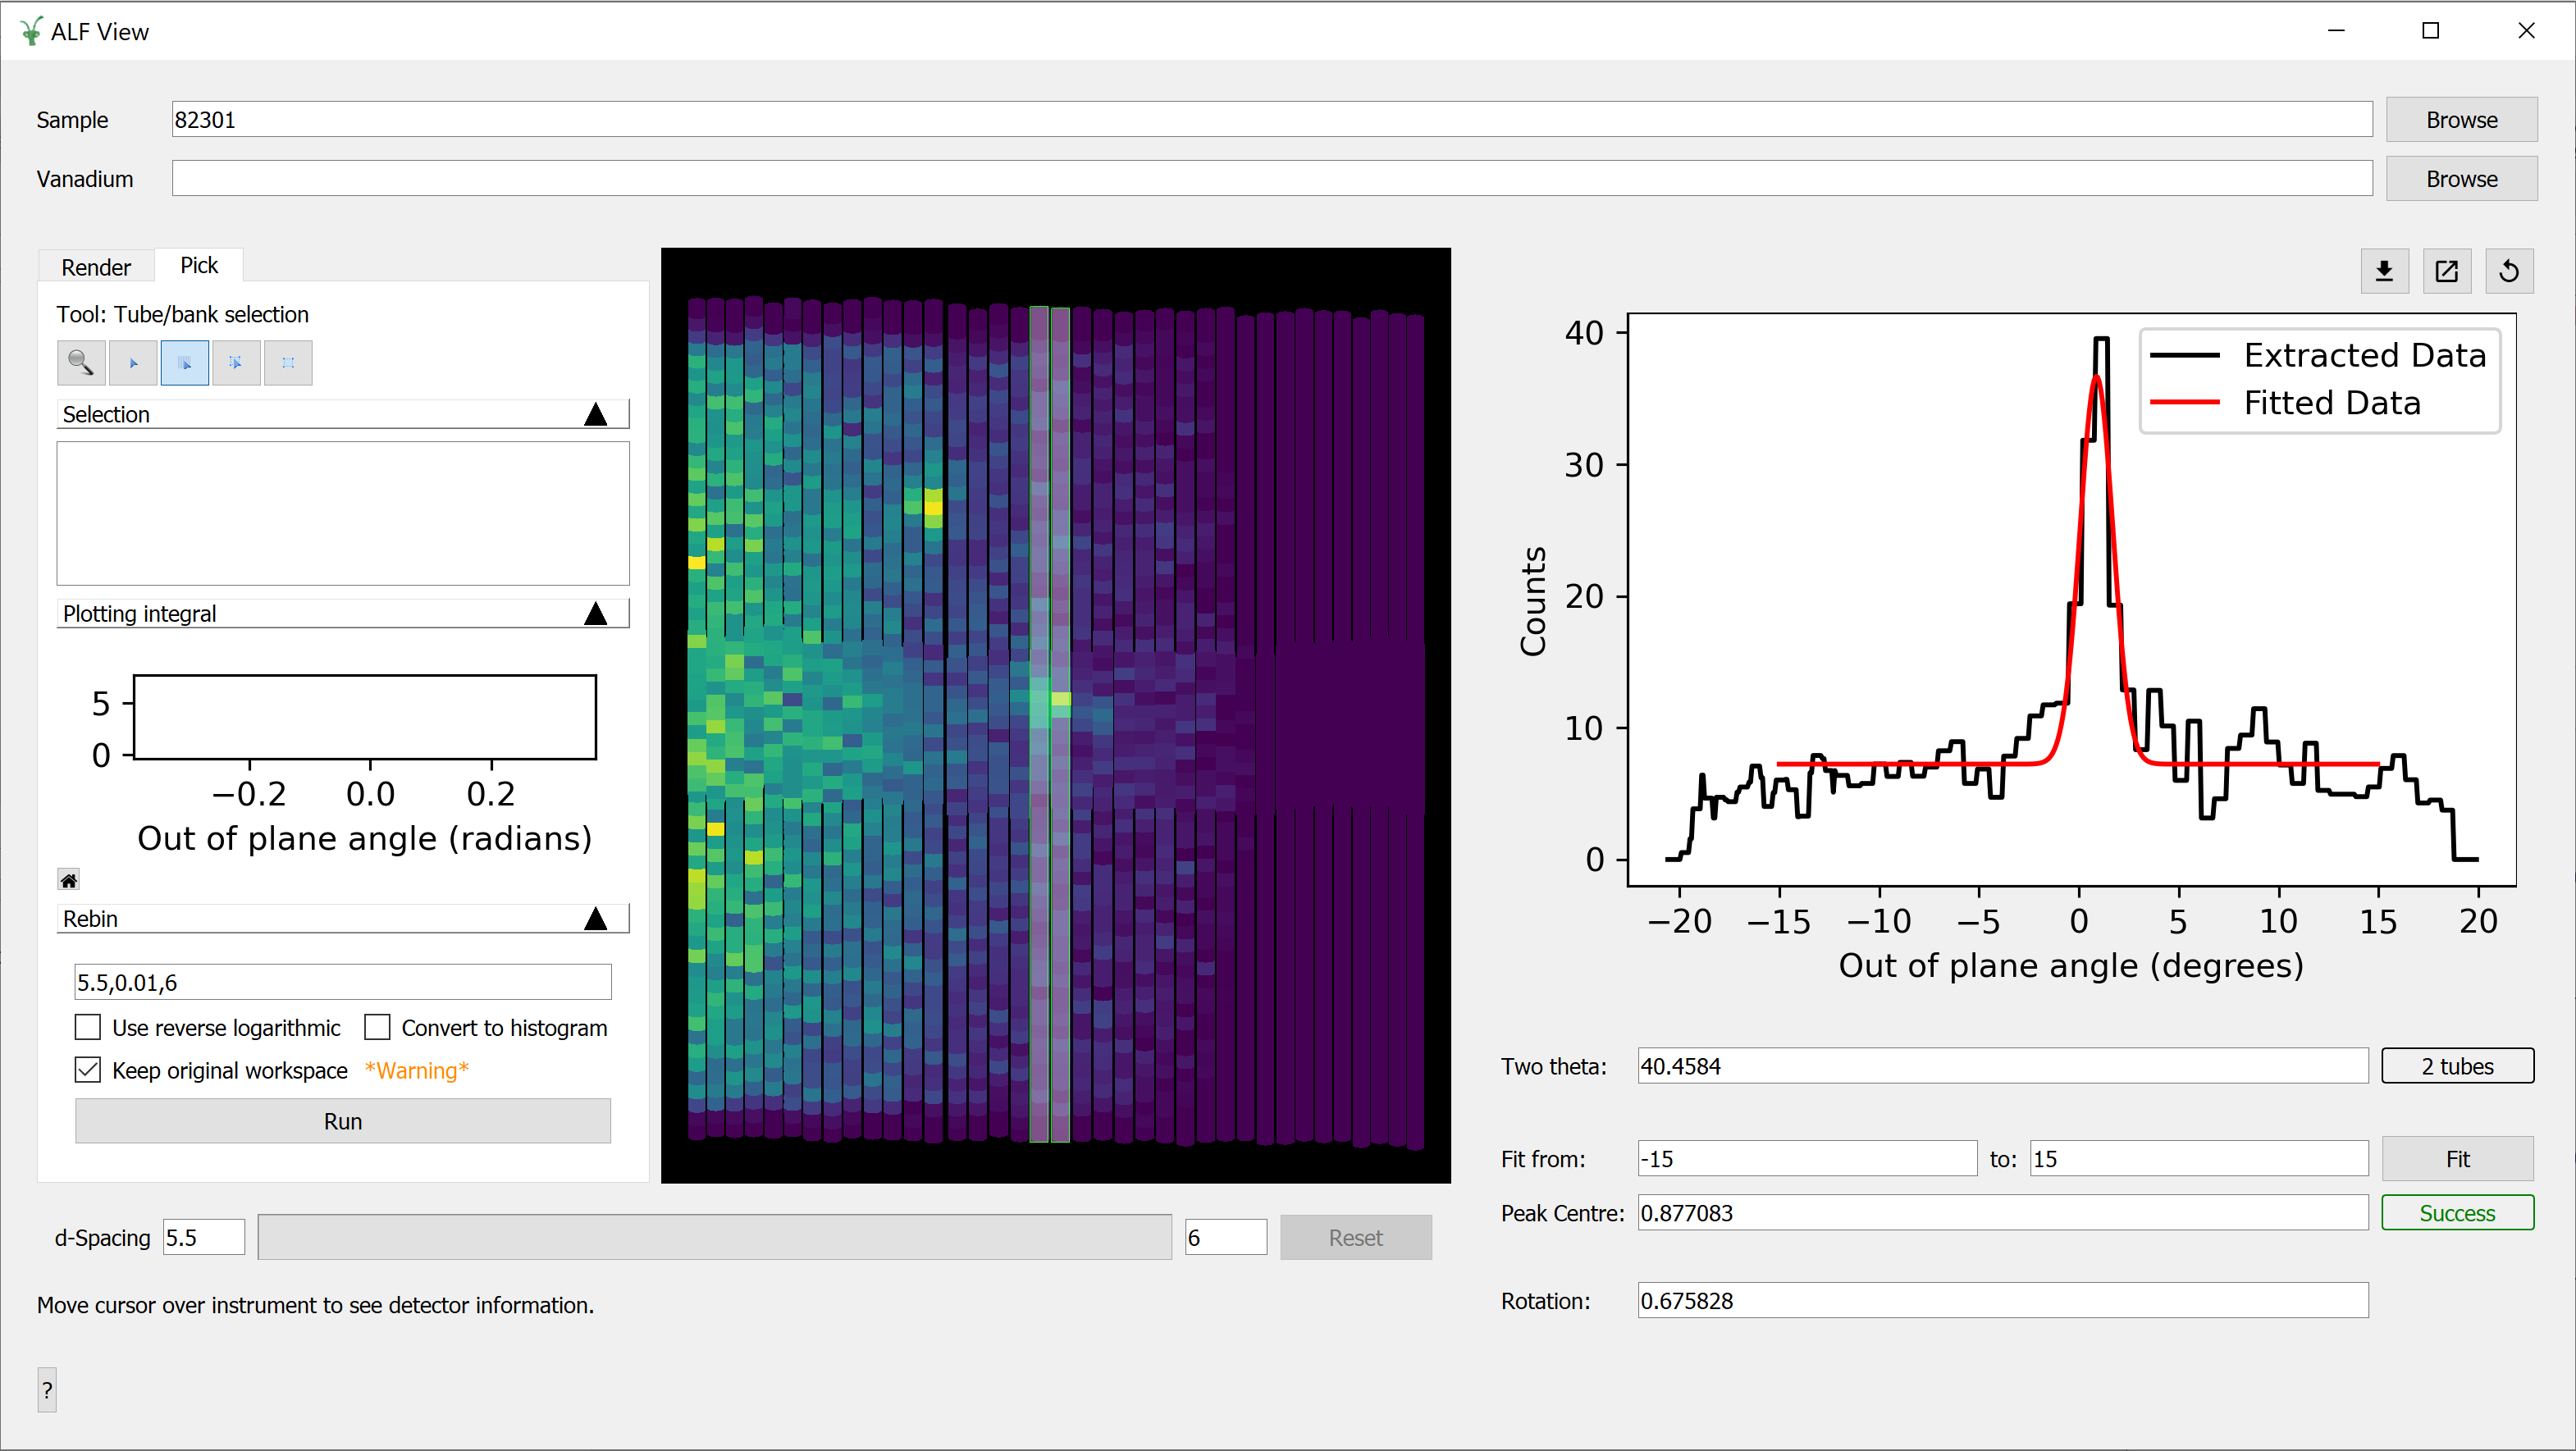 ALF View
Sample 82301 Browse
Vanadium Browse
Render Pick
Tool: Tube/bank selection
Selection
Plotting integral
5
0
−0.2 0.0 0.2
Out of plane angle (radians)
Rebin
5.5,0.01,6
Use reverse logarithmic Convert to histogram
Keep original workspace *Warning*
Run
d-Spacing 5.5 6 Reset
Move cursor over instrument to see detector information.
?
Extracted Data
Fitted Data
40
30
20
10
0
Counts
−20 −15 −10 −5 0 5 10 15 20
Out of plane angle (degrees)
Two theta: 40.4584 2 tubes
Fit from: -15 to: 15 Fit
Peak Centre: 0.877083 Success
Rotation: 0.675828